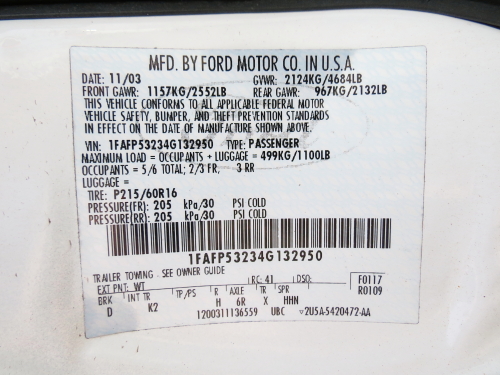 MFD. BY FORD MOTOR CO. IN U.S.A.
DATE: 11/03 GVWR: 2124KG/4684LB
FRONT GAWR: 1157KG/2552LB REAR GAWR: 967KG/2132LB
THIS VEHICLE CONFORMS TO ALL APPLICABLE FEDERAL MOTOR
VEHICLE SAFETY, BUMPER, AND THEFT PREVENTION STANDARDS
IN EFFECT ON THE DATE OF MANUFACTURE SHOWN ABOVE.
VIN: 1FAFP53234G132950 TYPE: PASSENGER
MAXIMUM LOAD = OCCUPANTS + LUGGAGE = 499KG/1100LB
OCCUPANTS = 5/6 TOTAL; 2/3 FR, 3 RR
LUGGAGE =
TIRE P215/60R16
PRESSURE(FR) 205 kPa/30 PSI COLD
PRESSURE(RR) 205 kPa/30 PSI COLD
1FAFP53234G132950
TRAILER TOWING - SEE OWNER GUIDE
EXT PNT: WT RC: 41 DSO: F0117
BRK INT TR TP/PS R AXLE TR SPR R0109
D K2 H 6R X HHN
1200311136559 UBC 2U5A-5420472-AA